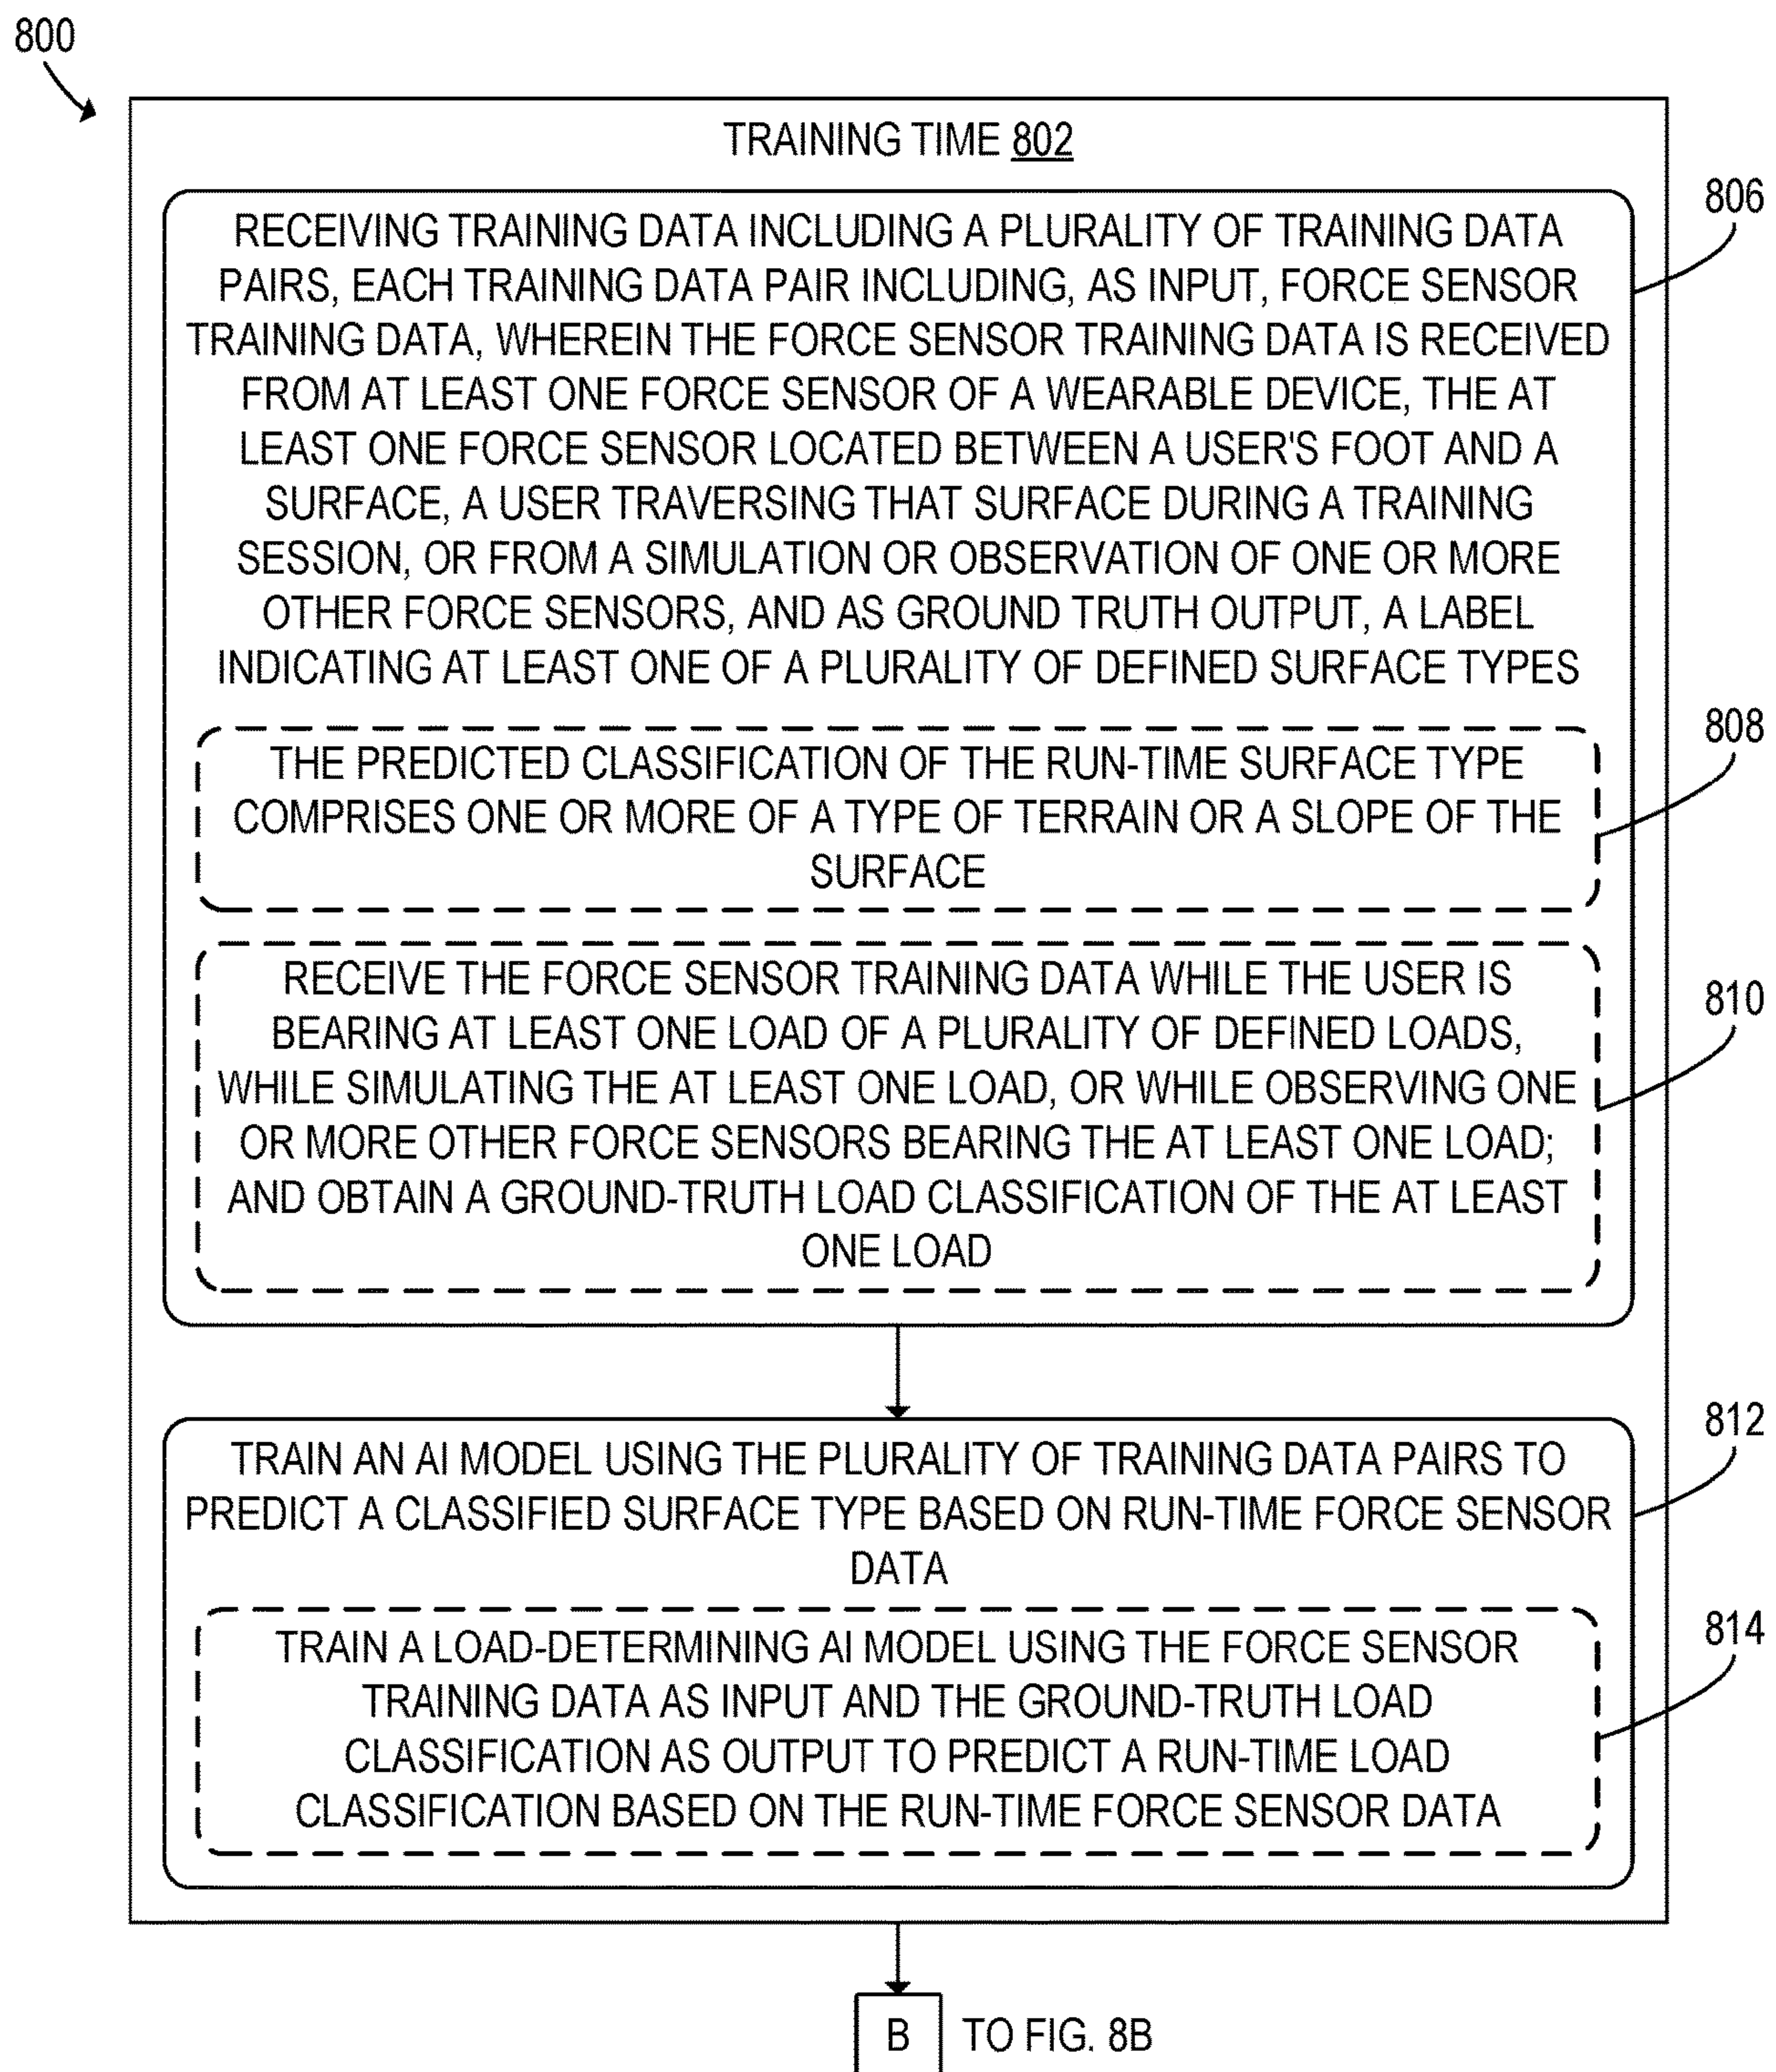 800
TRAINING TIME 802
806
RECEIVING TRAINING DATA INCLUDING A PLURALITY OF TRAINING DATA
PAIRS, EACH TRAINING DATA PAIR INCLUDING, AS INPUT, FORCE SENSOR
TRAINING DATA, WHEREIN THE FORCE SENSOR TRAINING DATA IS RECEIVED
FROM AT LEAST ONE FORCE SENSOR OF A WEARABLE DEVICE, THE AT
LEAST ONE FORCE SENSOR LOCATED BETWEEN A USER'S FOOT AND A
SURFACE, A USER TRAVERSING THAT SURFACE DURING A TRAINING
SESSION, OR FROM A SIMULATION OR OBSERVATION OF ONE OR MORE
OTHER FORCE SENSORS, AND AS GROUND TRUTH OUTPUT, A LABEL
INDICATING AT LEAST ONE OF A PLURALITY OF DEFINED SURFACE TYPES
808
THE PREDICTED CLASSIFICATION OF THE RUN-TIME SURFACE TYPE
COMPRISES ONE OR MORE OF A TYPE OF TERRAIN OR A SLOPE OF THE
SURFACE
810
RECEIVE THE FORCE SENSOR TRAINING DATA WHILE THE USER IS
BEARING AT LEAST ONE LOAD OF A PLURALITY OF DEFINED LOADS,
WHILE SIMULATING THE AT LEAST ONE LOAD, OR WHILE OBSERVING ONE
OR MORE OTHER FORCE SENSORS BEARING THE AT LEAST ONE LOAD;
AND OBTAIN A GROUND-TRUTH LOAD CLASSIFICATION OF THE AT LEAST
ONE LOAD
812
TRAIN AN AI MODEL USING THE PLURALITY OF TRAINING DATA PAIRS TO
PREDICT A CLASSIFIED SURFACE TYPE BASED ON RUN-TIME FORCE SENSOR
DATA
814
TRAIN A LOAD-DETERMINING AI MODEL USING THE FORCE SENSOR
TRAINING DATA AS INPUT AND THE GROUND-TRUTH LOAD
CLASSIFICATION AS OUTPUT TO PREDICT A RUN-TIME LOAD
CLASSIFICATION BASED ON THE RUN-TIME FORCE SENSOR DATA
B TO FIG. 8B